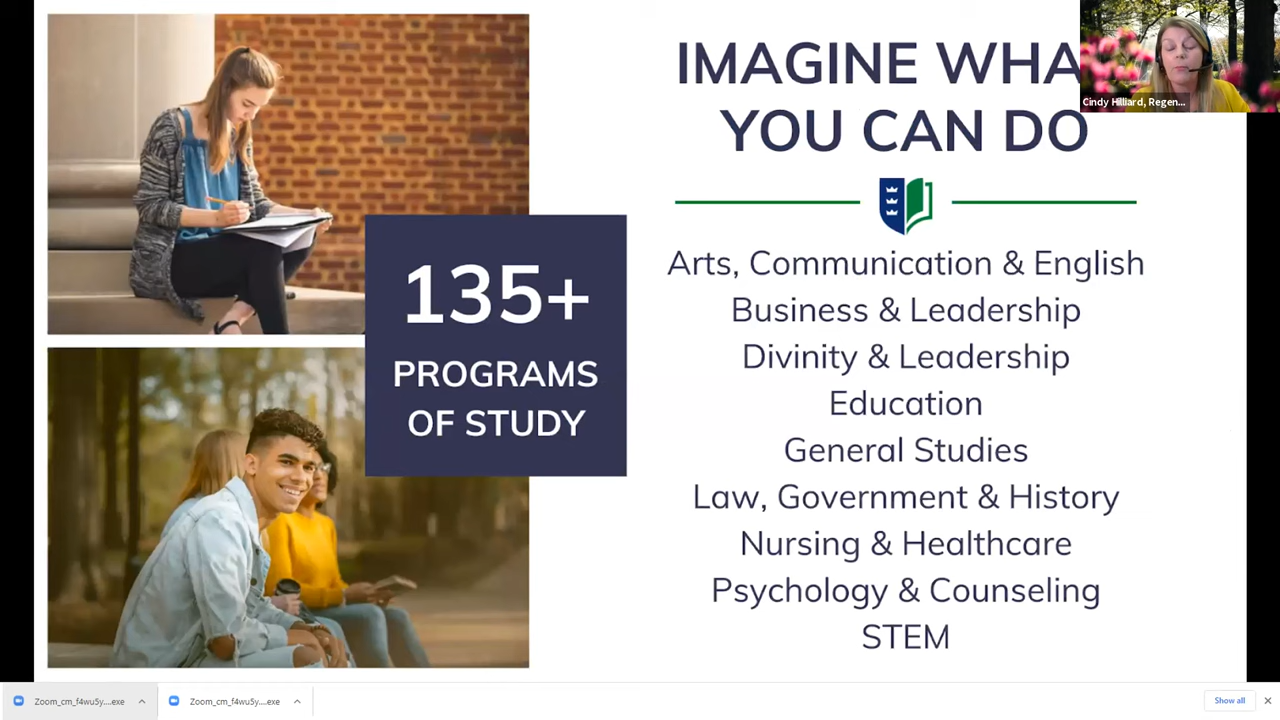 IMAGINE WHA
YOU CAN DO
Cindy Hilliard, Regen...
135+
PROGRAMS
OF STUDY
Arts, Communication & English
Business & Leadership
Divinity & Leadership
Education
General Studies
Law, Government & History
Nursing & Healthcare
Psychology & Counseling
STEM
Zoom_cm_f4wu5y....exe
Zoom_cm_f4wu5y....exe
Show all